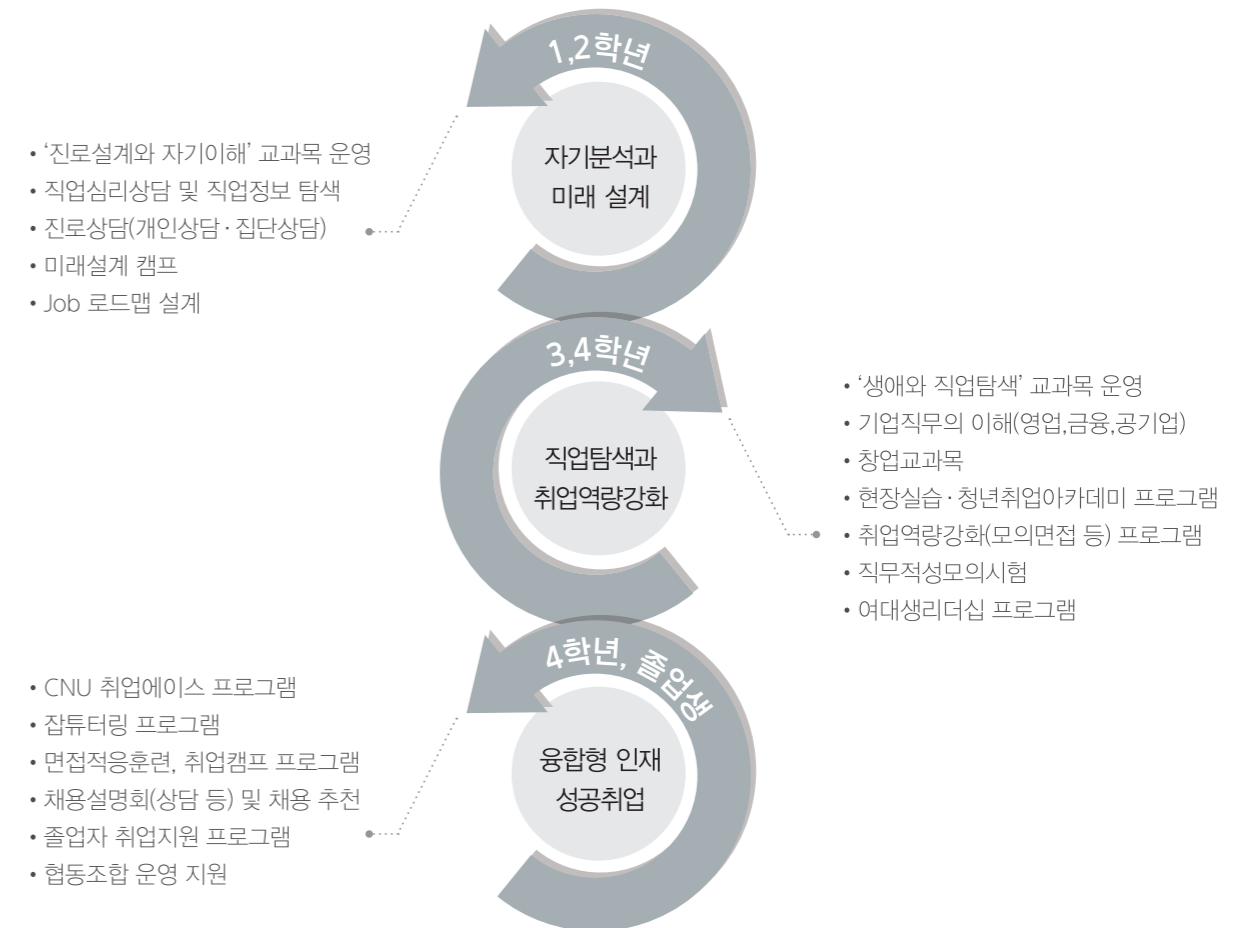 1,2학년
자기분석과
미래 설계
• ‘진로설계와 자기이해’ 교과목 운영
• 직업심리상담 및 직업정보 탐색
• 진로상담(개인상담·집단상담)
• 미래설계 캠프
• Job 로드맵 설계
3,4학년
직업탐색과
취업역량강화
• ‘생애와 직업탐색’ 교과목 운영
• 기업직무의 이해(영업,금융,공기업)
• 창업교과목
• 현장실습·청년취업아카데미 프로그램
• 취업역량강화(모의면접 등) 프로그램
• 직무적성모의시험
• 여대생리더십 프로그램
4학년, 졸업생
융합형 인재
성공취업
• CNU 취업에이스 프로그램
• 잡튜터링 프로그램
• 면접적응훈련, 취업캠프 프로그램
• 채용설명회(상담 등) 및 채용 추천
• 졸업자 취업지원 프로그램
• 협동조합 운영 지원